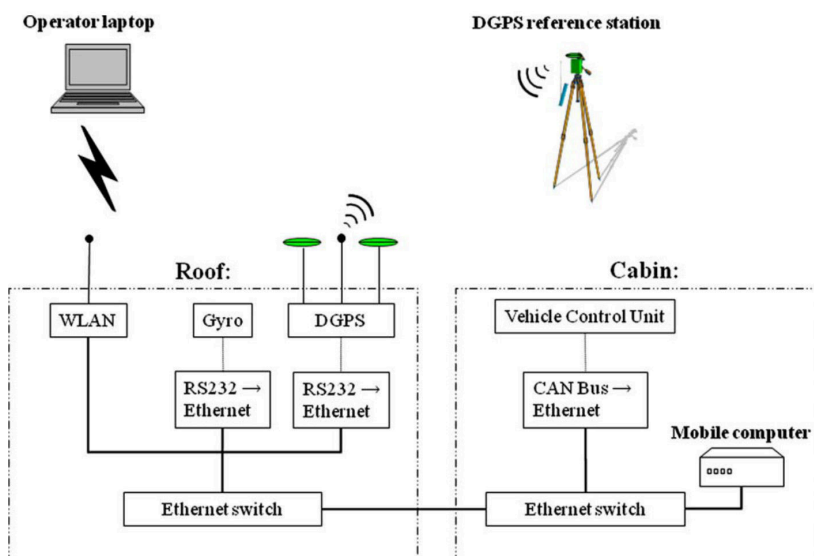 Operator laptop
DGPS reference station
Roof:
Cabin:
WLAN
Gyro
DGPS
Vehicle Control Unit
RS232 →
Ethernet
RS232 →
Ethernet
CAN Bus →
Ethernet
Mobile computer
Ethernet switch
Ethernet switch